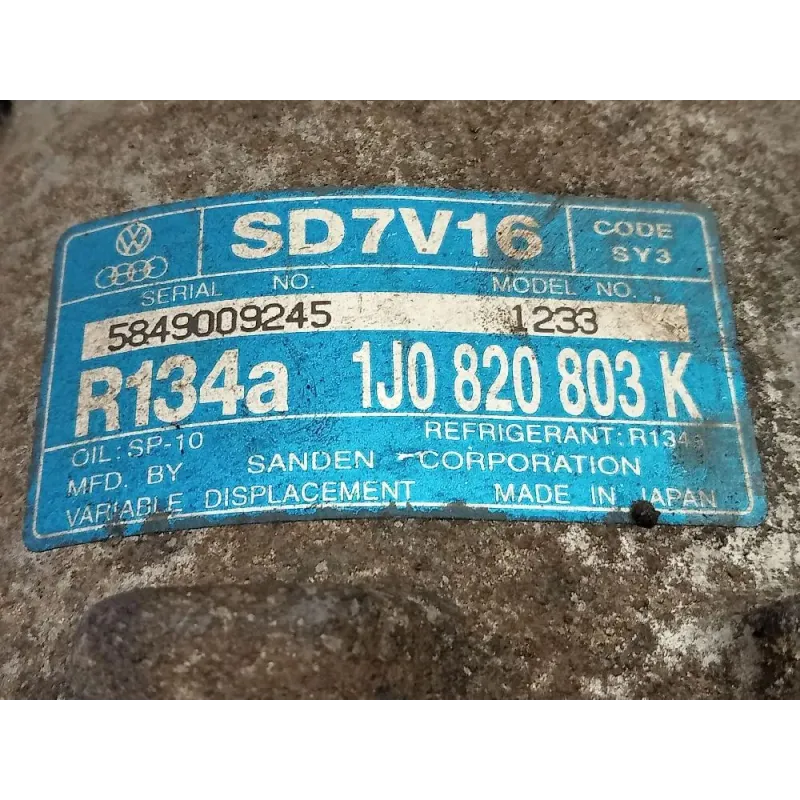 SD7V16
CODE
SY3
SERIAL NO. MODEL NO.
5849009245 1233
R134a 1J0 820 803 K
OIL: SP-10 REFRIGERANT: R134a
MFD. BY SANDEN CORPORATION
VARIABLE DISPLACEMENT MADE IN JAPAN